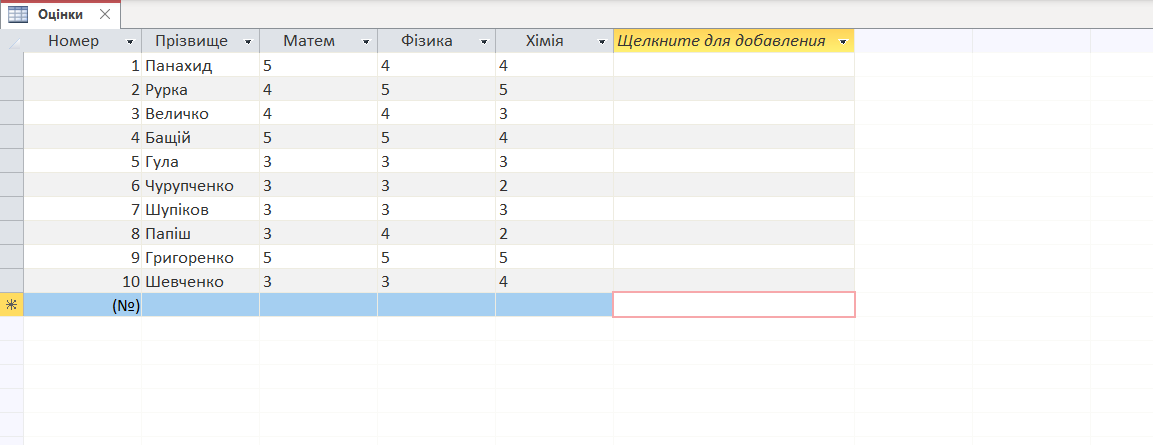 Оцінки
Номер Прізвище Матем Фізика Хімія Щелкните для добавления
1 Панахид 5 4 4
2 Рурка 4 5 5
3 Величко 4 4 3
4 Бащій 5 5 4
5 Гула 3 3 3
6 Чурупченко 3 3 2
7 Шупіков 3 3 3
8 Папіш 3 4 2
9 Григоренко 5 5 5
10 Шевченко 3 3 4
(№)